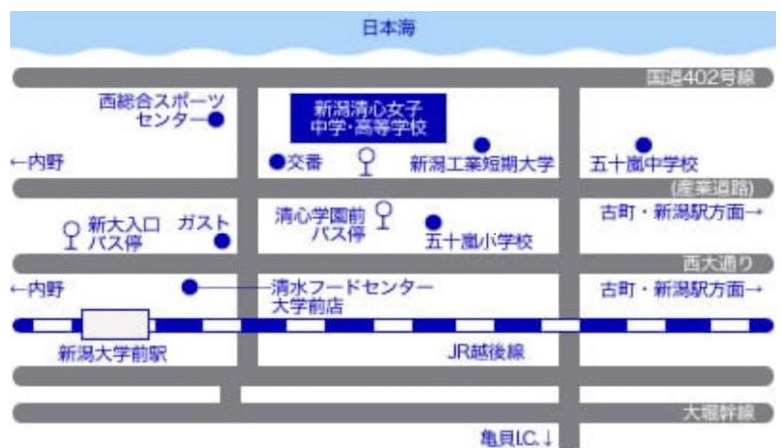 日本海
国道402号線
西総合スポーツ
センター
新潟清心女子
中学・高等学校
←内野
交番
新潟工業短期大学
五十嵐中学校
(産業道路)
新大入口
バス停
ガスト
清心学園前
バス停
五十嵐小学校
古町・新潟駅方面→
西大通り
←内野
清水フードセンター
大学前店
古町・新潟駅方面→
新潟大学前駅
JR越後線
大堀幹線
亀貝I.C.↓